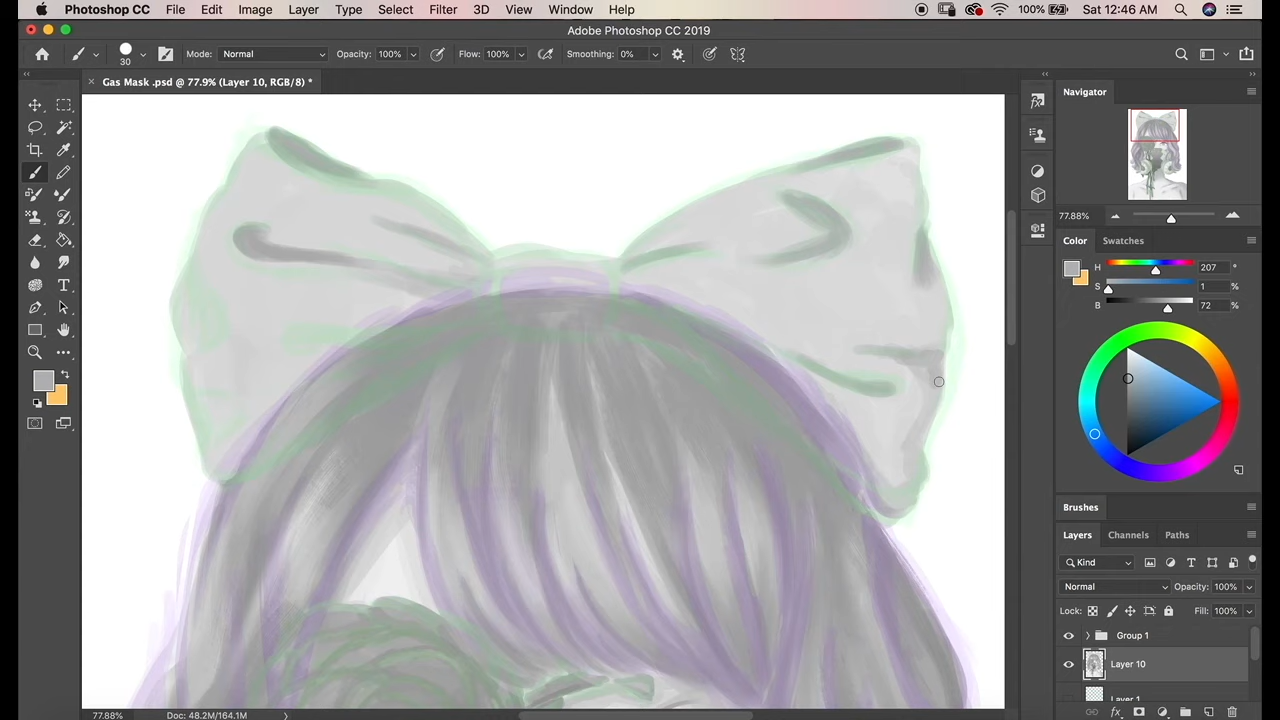 Photoshop CC File Edit Image Layer Type Select Filter 3D View Window Help 100% Sat 12:46 AM
Adobe Photoshop CC 2019
30 Mode: Normal Opacity: 100% Flow: 100% Smoothing: 0%
Gas Mask .psd @ 77.9% (Layer 10, RGB/8) *
Navigator
77.88%
Color Swatches
H 207 °
S 1 %
B 72 %
Brushes
Layers Channels Paths
Kind
Normal Opacity: 100%
Lock: Fill: 100%
Group 1
Layer 10
Layer 1
77.88% Doc: 48.2M/164.1M